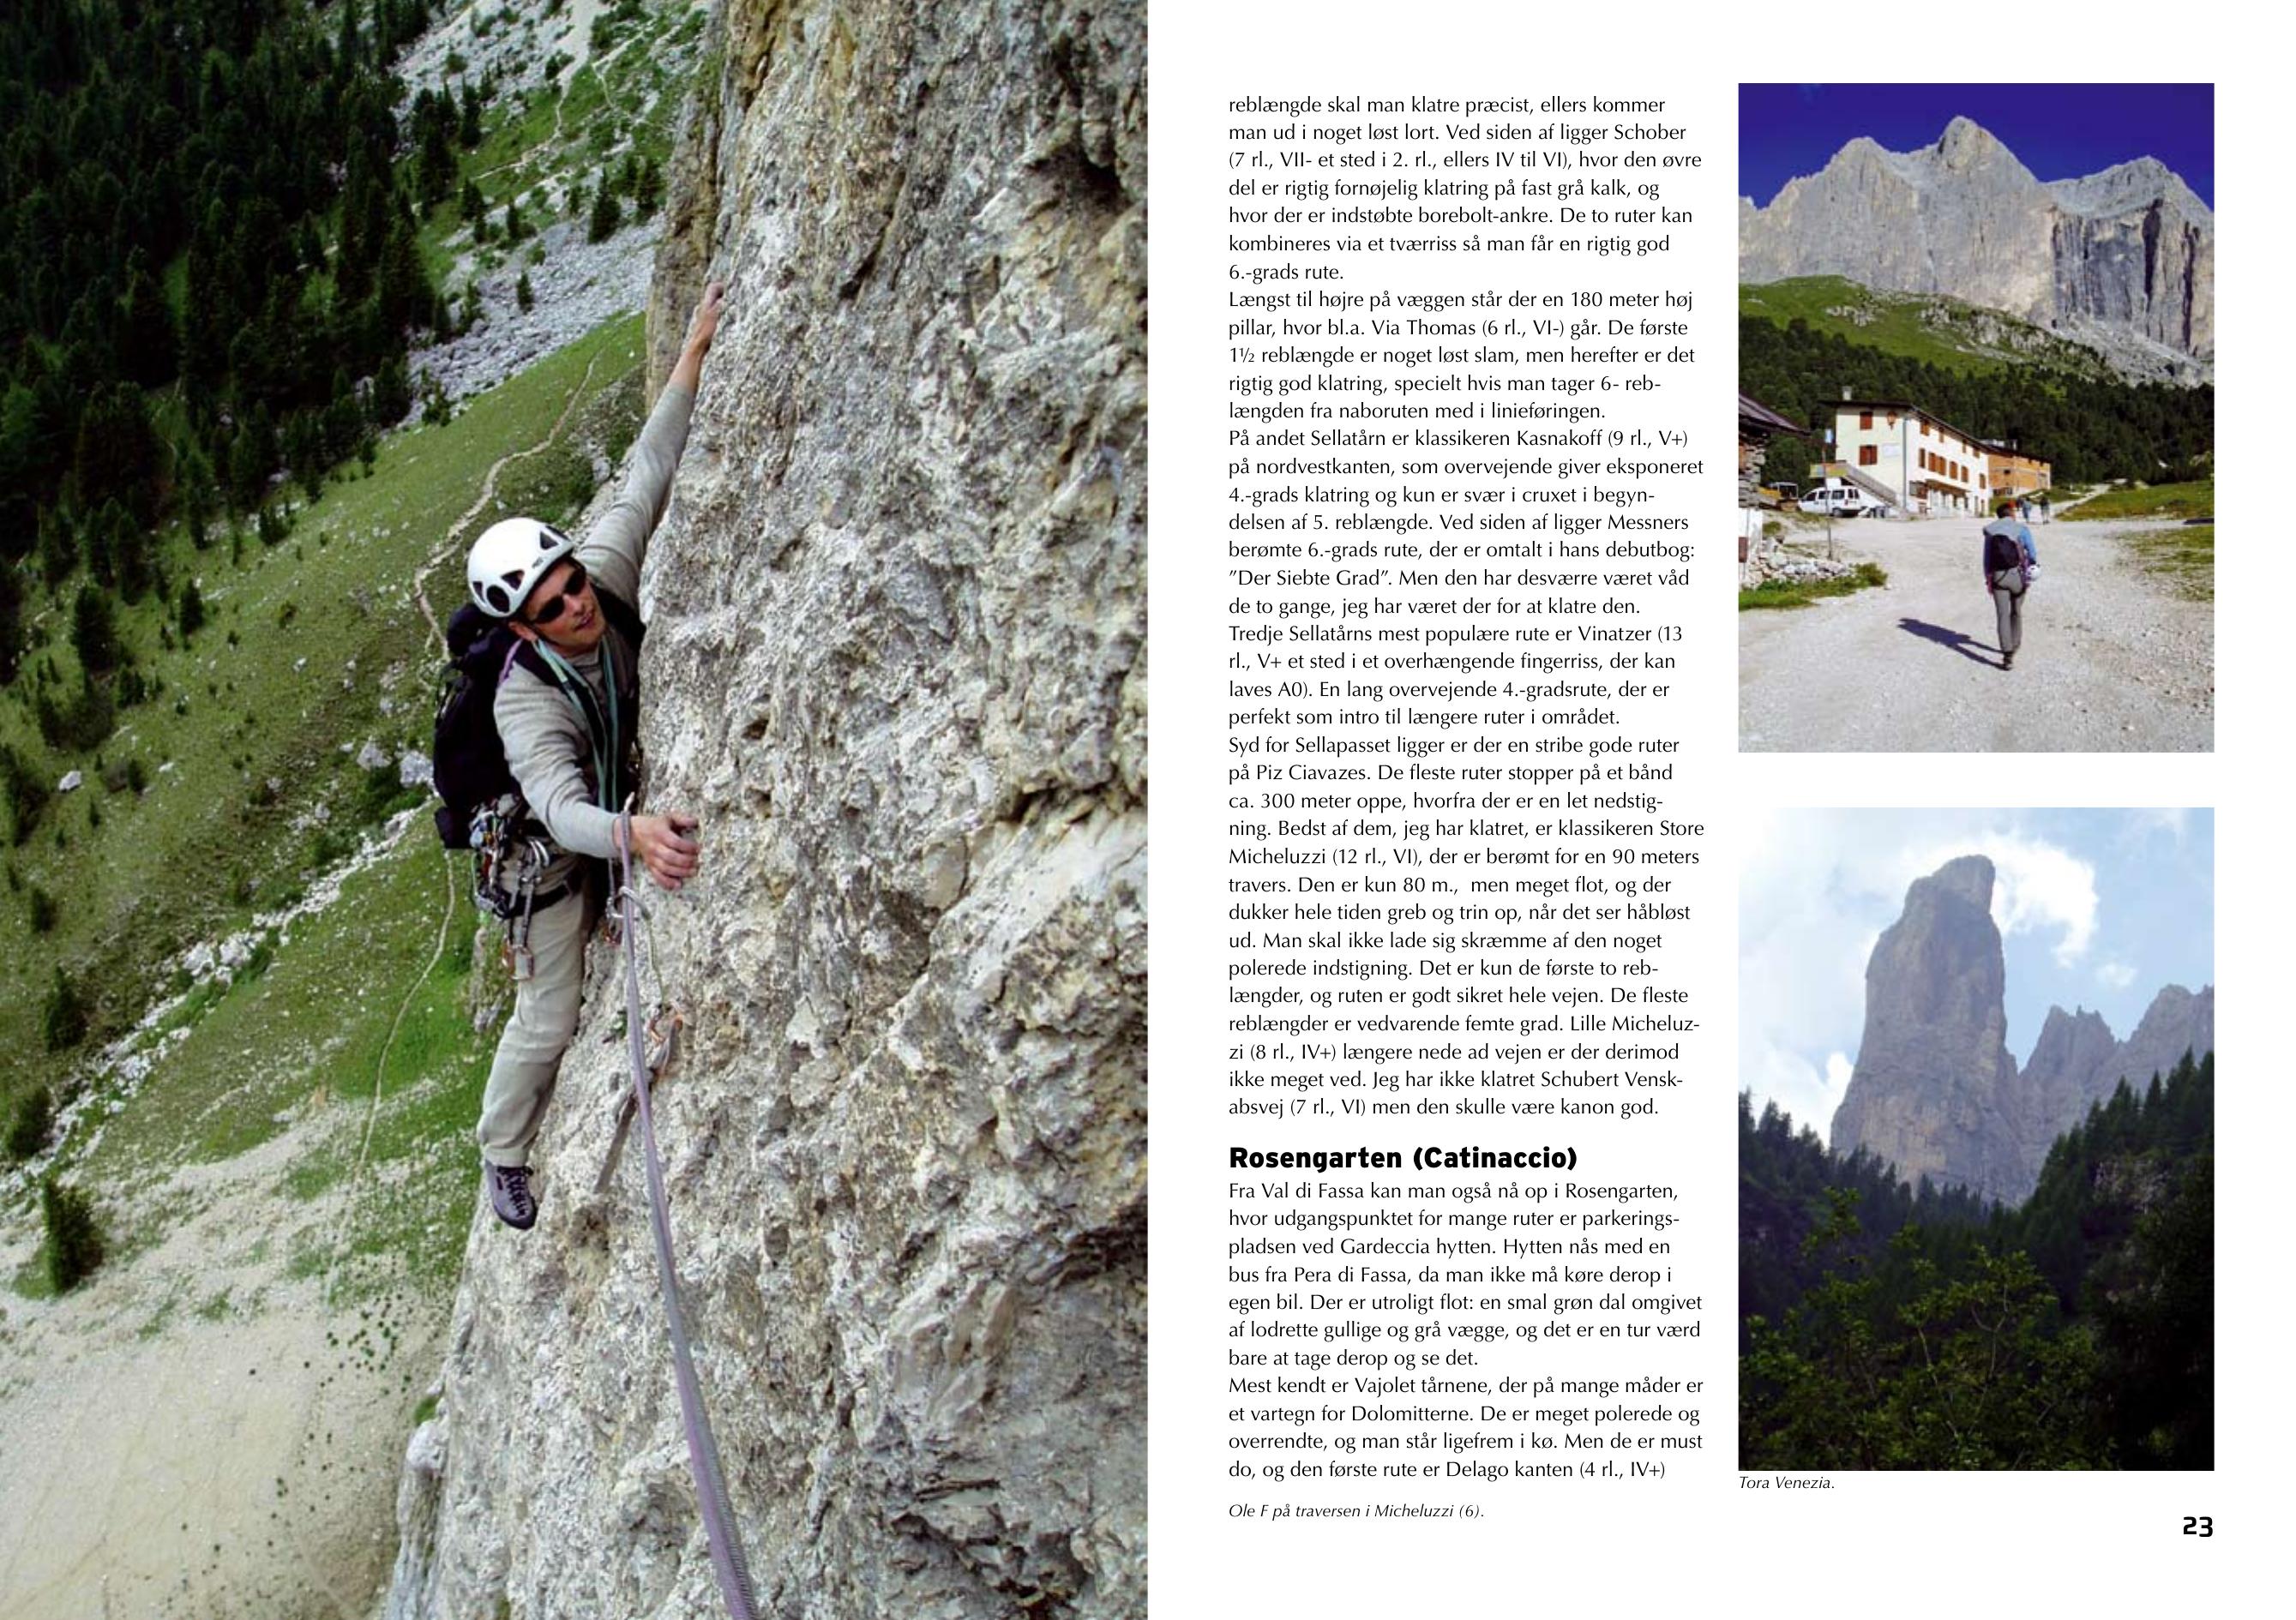 reblængde skal man klatre præcist, ellers kommer
man ud i noget løst lort. Ved siden af ligger Schober
(7 rl., VII- et sted i 2. rl., ellers IV til VI), hvor den øvre
del er rigtig fornøjelig klatring på fast grå kalk, og
hvor der er indstøbte borebolt-ankre. De to ruter kan
kombineres via et tværriss så man får en rigtig god
6.-grads rute.
Længst til højre på væggen står der en 180 meter høj
pillar, hvor bl.a. Via Thomas (6 rl., VI-) går. De første
1½ reblængde er noget løst slam, men herefter er det
rigtig god klatring, specielt hvis man tager 6- reb-
længden fra naboruten med i linieføringen.
På andet Sellatårn er klassikeren Kasnakoff (9 rl., V+)
på nordvestkanten, som overvejende giver eksponeret
4.-grads klatring og kun er svær i cruxet i begyn-
delsen af 5. reblængde. Ved siden af ligger Messners
berømte 6.-grads rute, der er omtalt i hans debutbog:
”Der Siebte Grad”. Men den har desværre været våd
de to gange, jeg har været der for at klatre den.
Tredje Sellatårns mest populære rute er Vinatzer (13
rl., V+ et sted i et overhængende fingerriss, der kan
laves A0). En lang overvejende 4.-gradsrute, der er
perfekt som intro til længere ruter i området.
Syd for Sellapasset ligger er der en stribe gode ruter
på Piz Ciavazes. De fleste ruter stopper på et bånd
ca. 300 meter oppe, hvorfra der er en let nedstig-
ning. Bedst af dem, jeg har klatret, er klassikeren Store
Micheluzzi (12 rl., VI), der er berømt for en 90 meters
travers. Den er kun 80 m.,  men meget flot, og der
dukker hele tiden greb og trin op, når det ser håbløst
ud. Man skal ikke lade sig skræmme af den noget
polerede indstigning. Det er kun de første to reb-
længder, og ruten er godt sikret hele vejen. De fleste
reblængder er vedvarende femte grad. Lille Micheluz-
zi (8 rl., IV+) længere nede ad vejen er der derimod
ikke meget ved. Jeg har ikke klatret Schubert Vensk-
absvej (7 rl., VI) men den skulle være kanon god.
Rosengarten (Catinaccio)
Fra Val di Fassa kan man også nå op i Rosengarten,
hvor udgangspunktet for mange ruter er parkerings-
pladsen ved Gardeccia hytten. Hytten nås med en
bus fra Pera di Fassa, da man ikke må køre derop i
egen bil. Der er utroligt flot: en smal grøn dal omgivet
af lodrette gullige og grå vægge, og det er en tur værd
bare at tage derop og se det.
Mest kendt er Vajolet tårnene, der på mange måder er
et vartegn for Dolomitterne. De er meget polerede og
overrendte, og man står ligefrem i kø. Men de er must
do, og den første rute er Delago kanten (4 rl., IV+)
Ole F på traversen i Micheluzzi (6).
Tora Venezia.
23